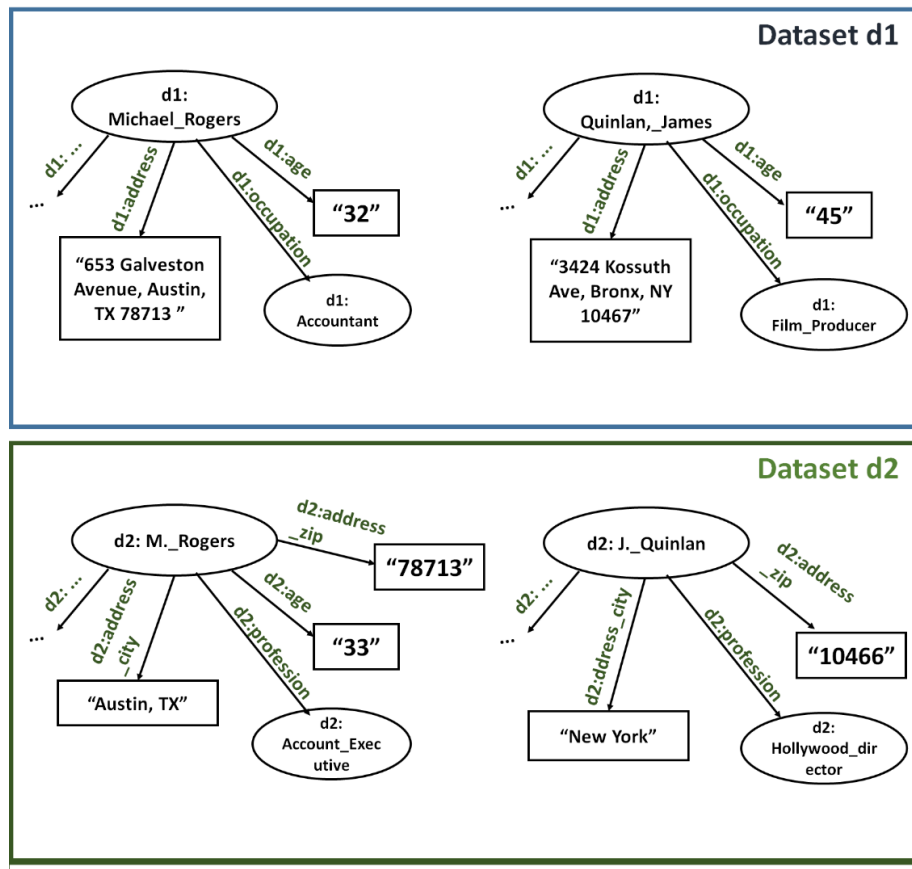 Dataset d1
d1:
Michael_Rogers
d1: ...
d1:address
d1:occupation
d1:age
...
“32”
“653 Galveston
Avenue, Austin,
TX 78713 ”
d1:
Accountant
d1:
Quinlan,_James
d1: ...
d1:address
d1:occupation
d1:age
...
“45”
“3424 Kossuth
Ave, Bronx, NY
10467”
d1:
Film_Producer
Dataset d2
d2: M._Rogers
d2:address
_zip
“78713”
d2: ...
d2:address
_city
d2:profession
d2:age
...
“33”
“Austin, TX”
d2:
Account_Exec
utive
d2: J._Quinlan
d2:address
_zip
d2: ...
d2:ddress_city
d2:profession
...
“10466”
“New York”
d2:
Hollywood_dir
ector